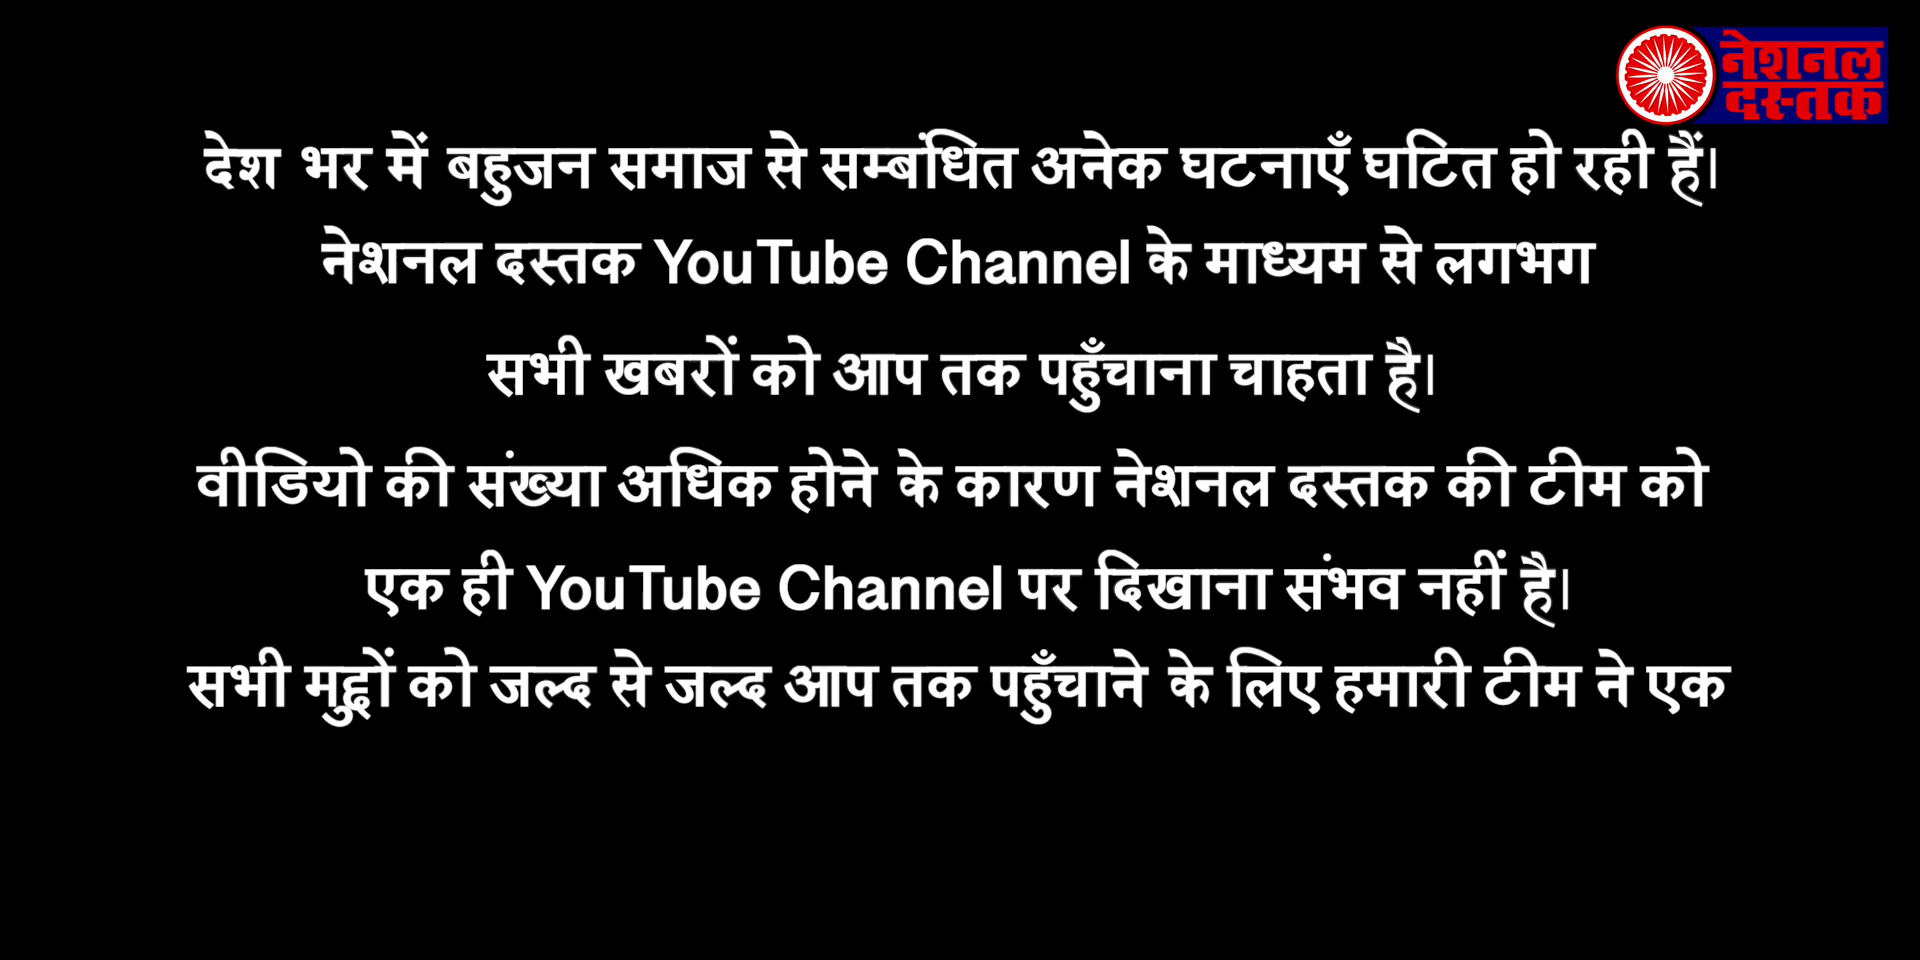 नेशनल
दस्तक
देश भर में बहुजन समाज से सम्बंधित अनेक घटनाएँ घटित हो रही हैं।
नेशनल दस्तक YouTube Channel के माध्यम से लगभग
सभी खबरों को आप तक पहुँचाना चाहता है।
वीडियो की संख्या अधिक होने के कारण नेशनल दस्तक की टीम को
एक ही YouTube Channel पर दिखाना संभव नहीं है।
सभी मुद्दों को जल्द से जल्द आप तक पहुँचाने के लिए हमारी टीम ने एक